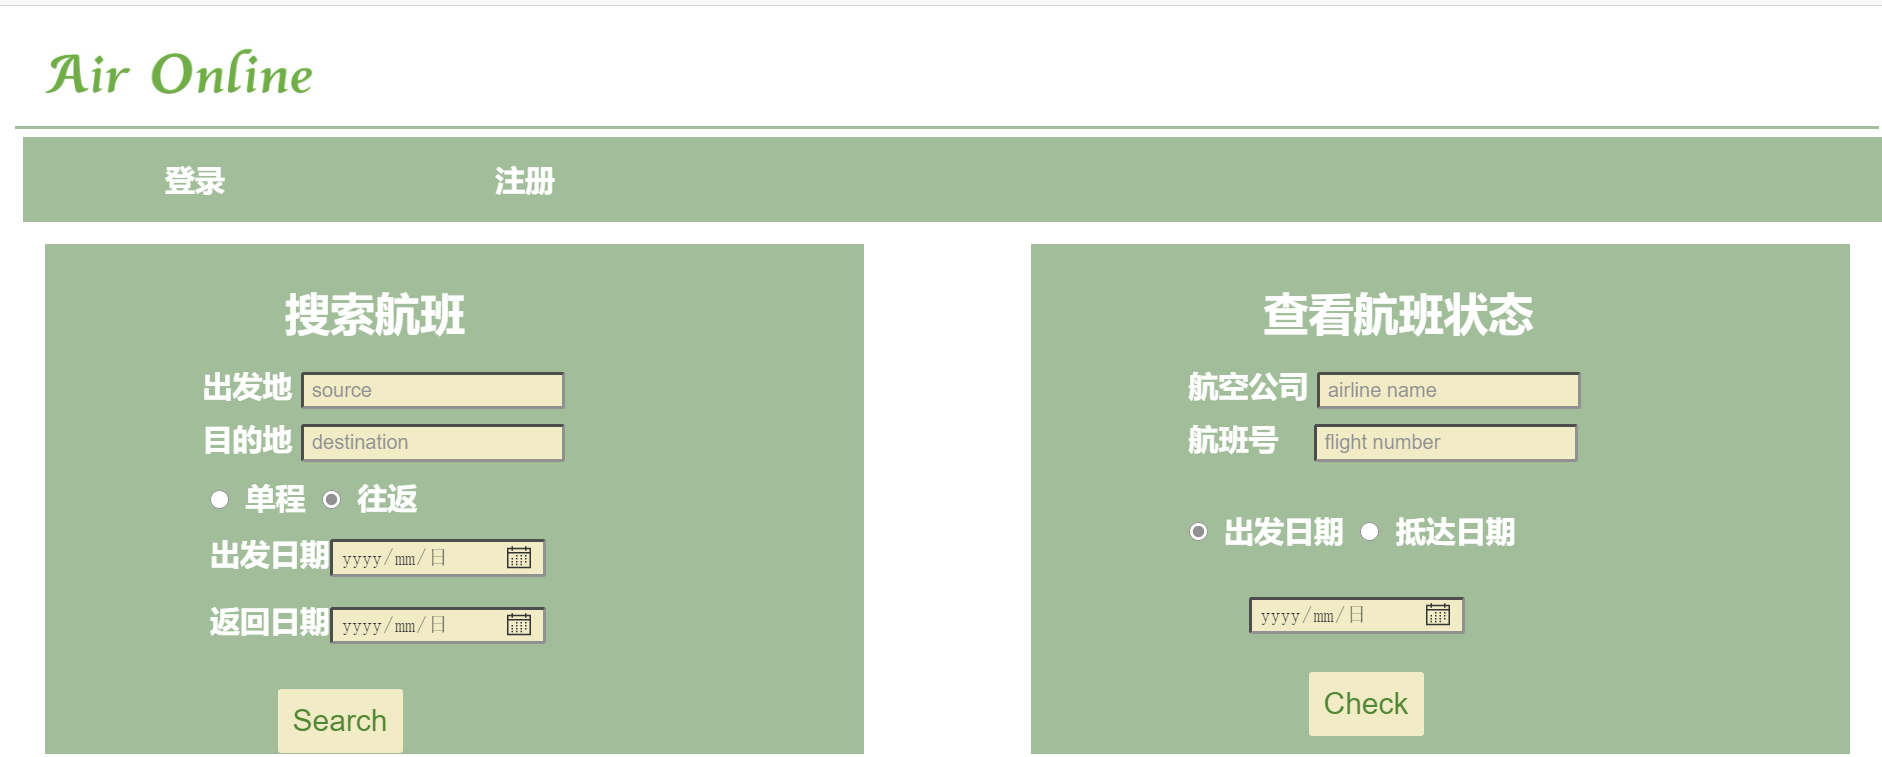 Air Online
登录 注册
搜索航班
出发地 source
目的地 destination
单程 往返
出发日期 yyyy/mm/日
返回日期 yyyy/mm/日
Search
查看航班状态
航空公司 airline name
航班号 flight number
出发日期 抵达日期
yyyy/mm/日
Check